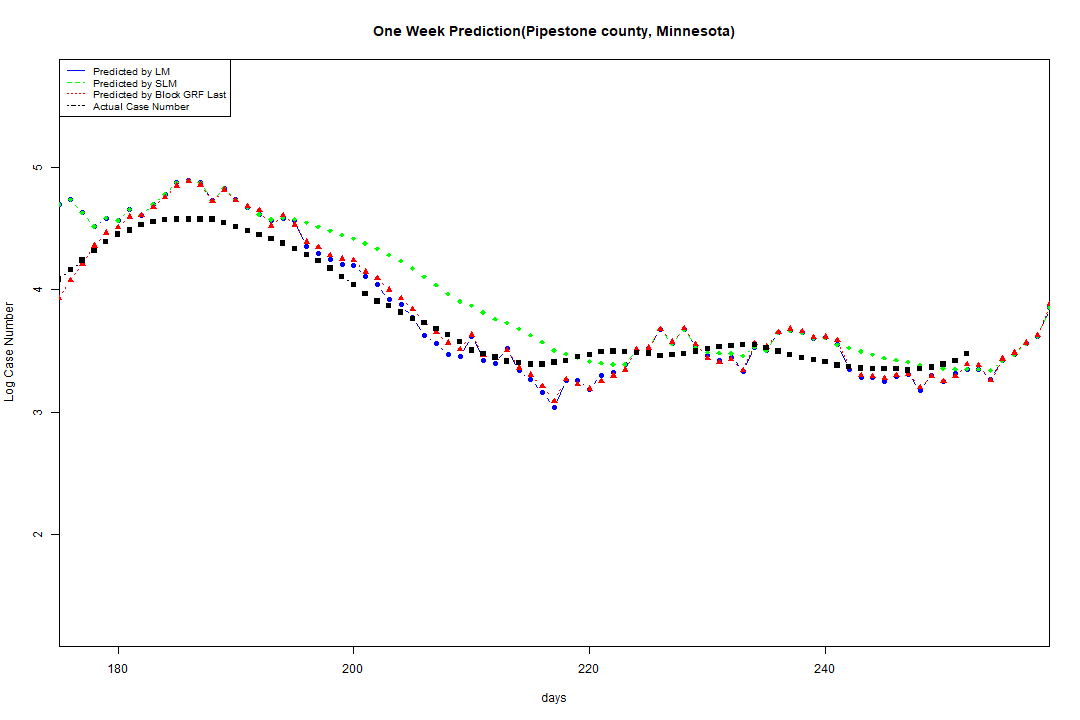 One Week Prediction(Pipestone county, Minnesota)
Predicted by LM
Predicted by SLM
Predicted by Block GRF Last
Actual Case Number
5
4
3
2
Log Case Number
180 200 220 240
days